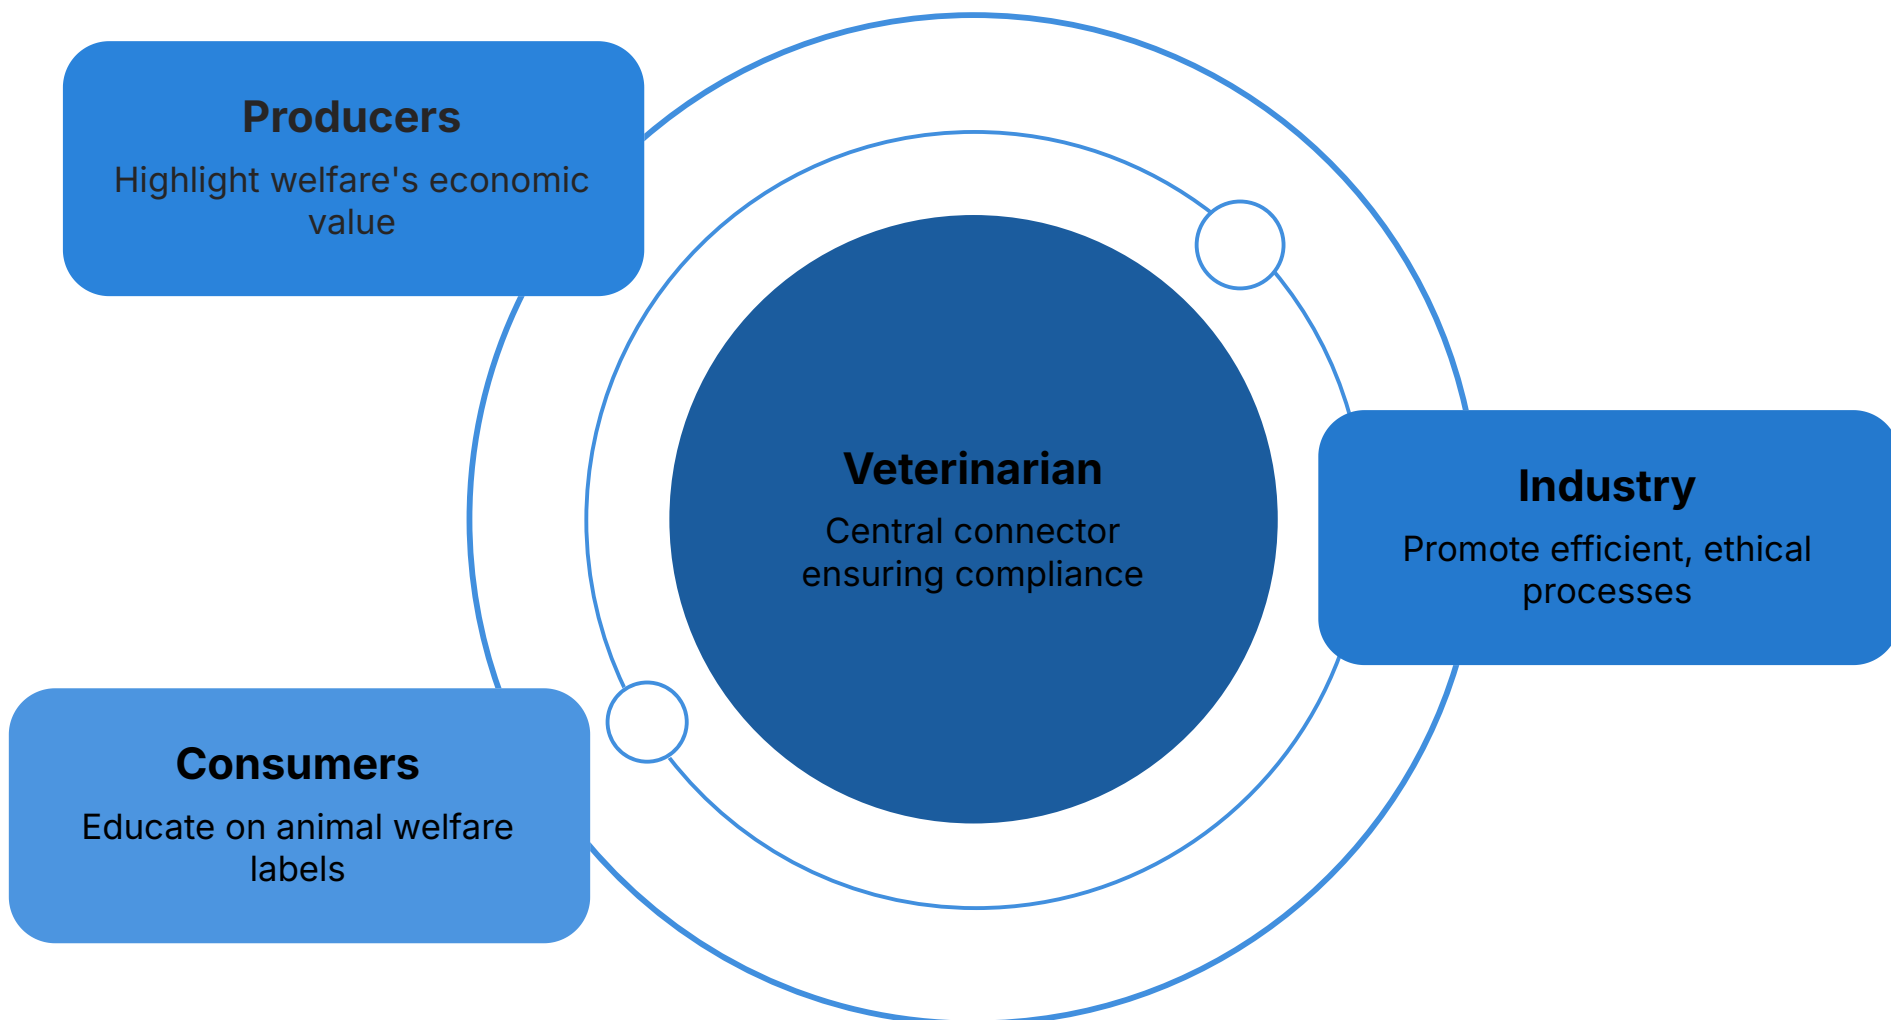 Producers
Highlight welfare's economic
value
Veterinarian
Central connector
ensuring compliance
Industry
Promote efficient, ethical
processes
Consumers
Educate on animal welfare
labels